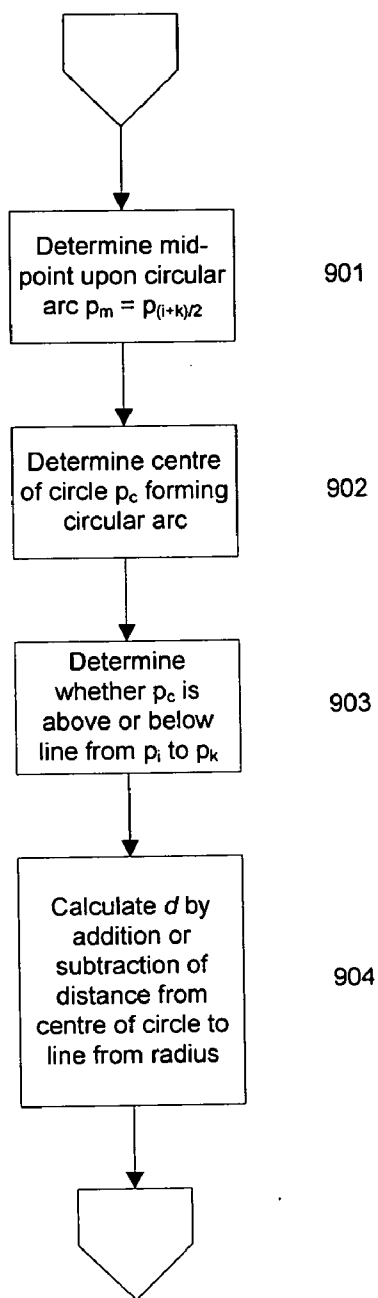 Determine mid-
point upon circular
arc pm = p(i+k)/2
901
Determine centre
of circle pc forming
circular arc
902
Determine
whether pc is
above or below
line from pi to pk
903
Calculate d by
addition or
subtraction of
distance from
centre of circle to
line from radius
904